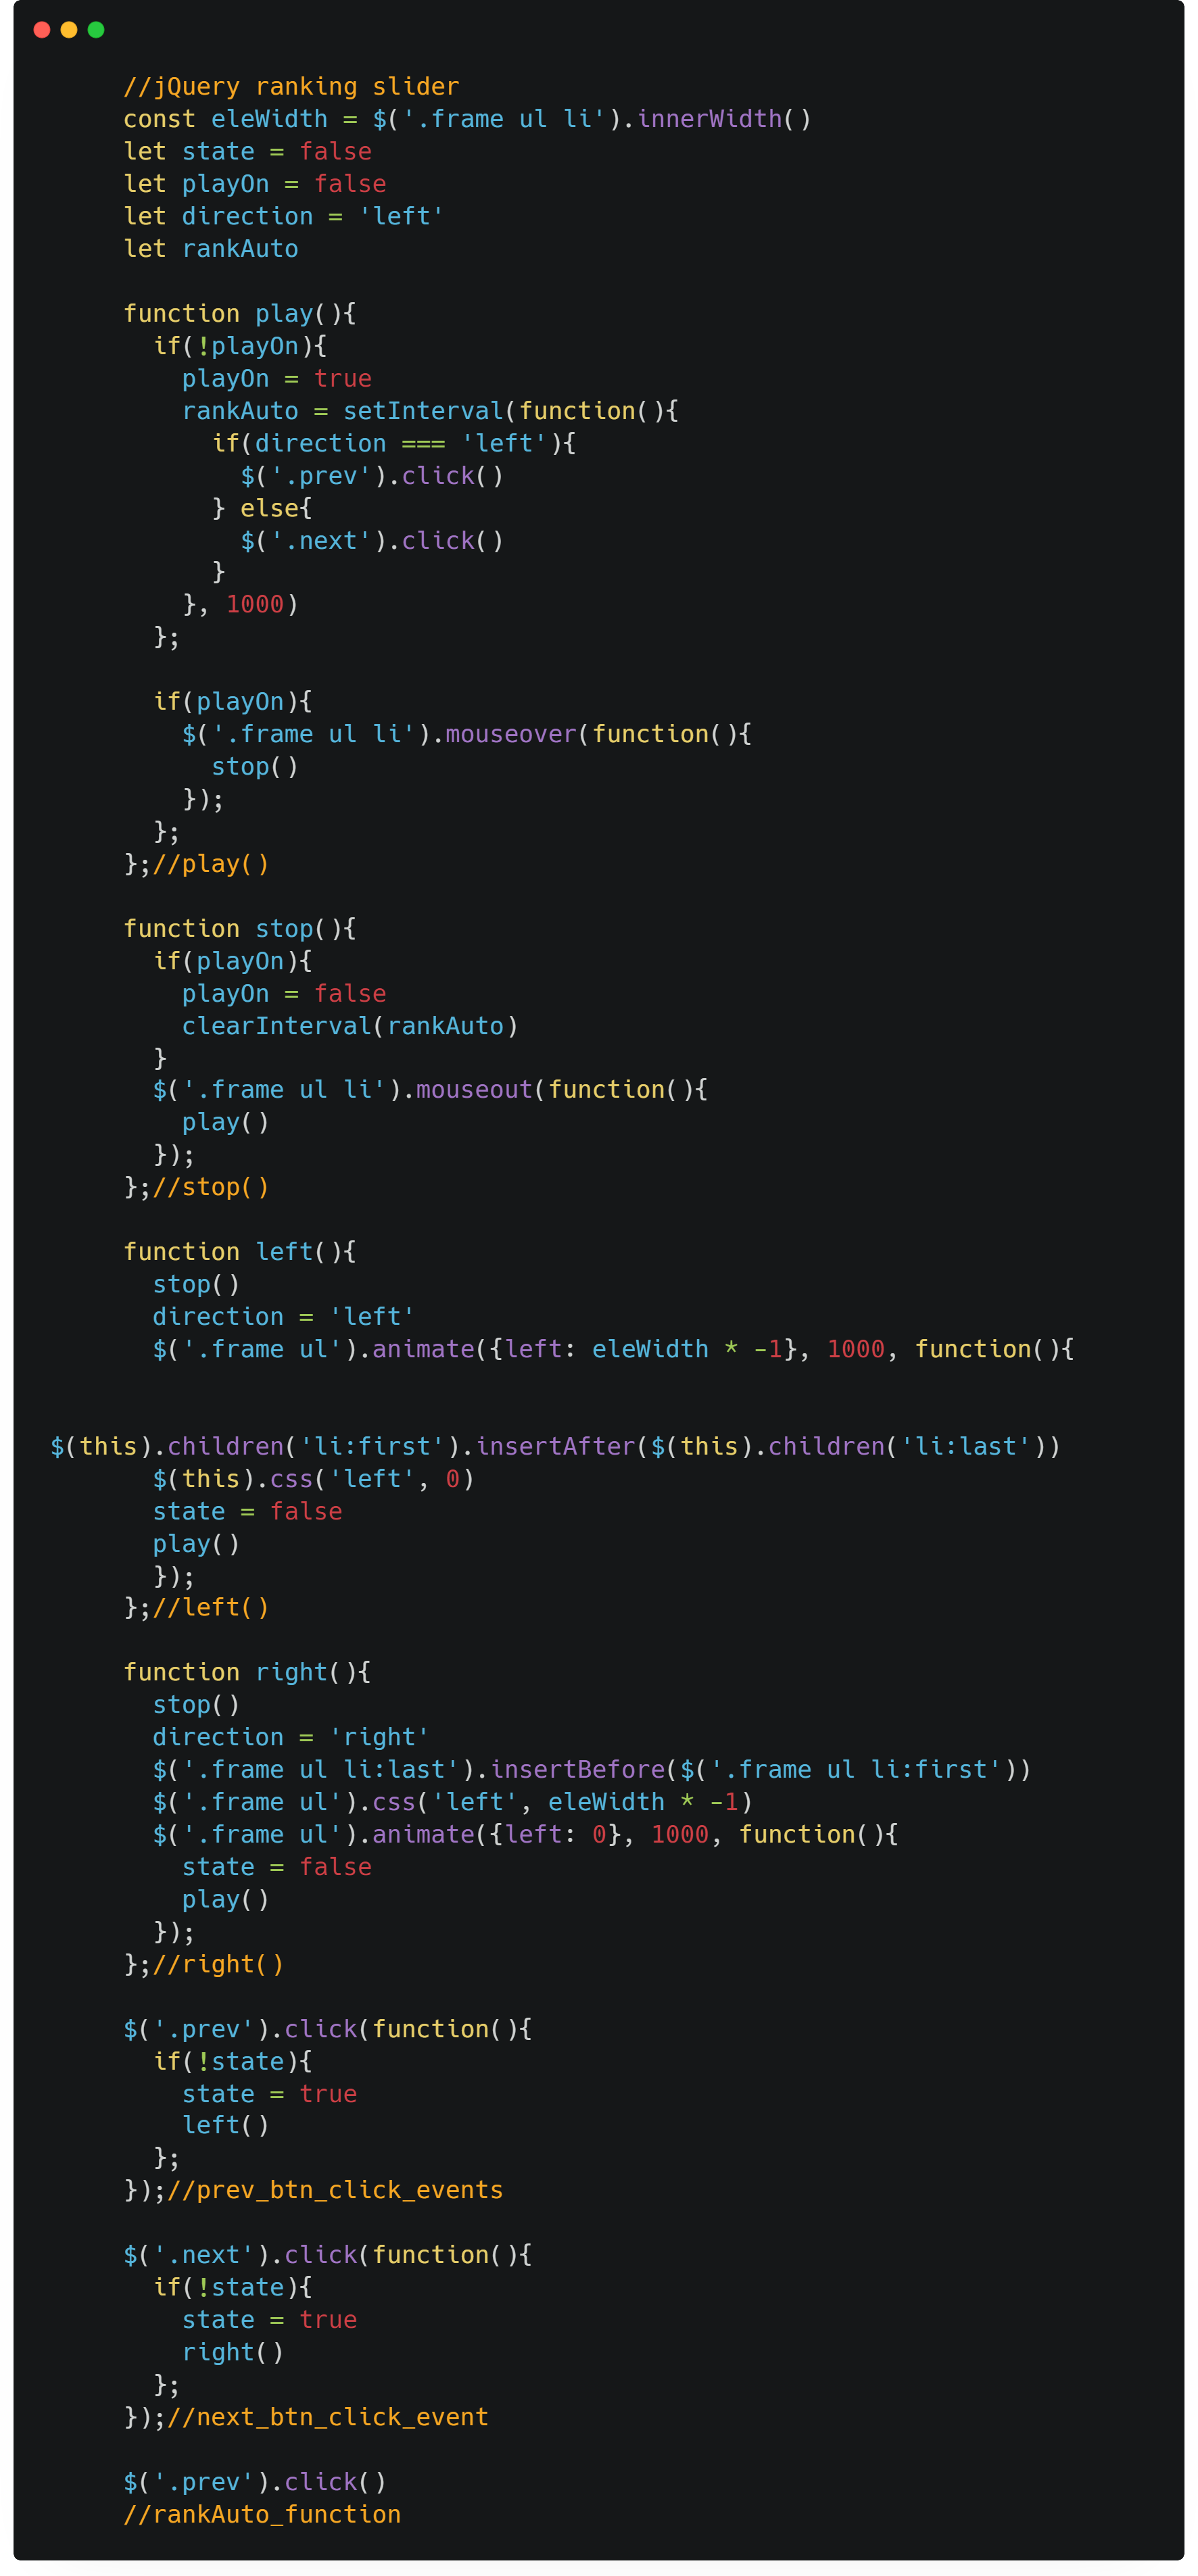 //jQuery ranking slider
const eleWidth = $('.frame ul li').innerWidth()
let state = false
let playOn = false
let direction = 'left'
let rankAuto
function play(){
if(!playOn){
playOn = true
rankAuto = setInterval(function(){
if(direction === 'left'){
$('.prev').click()
} else{
$('.next').click()
}
}, 1000)
};
if(playOn){
$('.frame ul li').mouseover(function(){
stop()
});
};
};//play()
function stop(){
if(playOn){
playOn = false
clearInterval(rankAuto)
}
$('.frame ul li').mouseout(function(){
play()
});
};//stop()
function left(){
stop()
direction = 'left'
$('.frame ul').animate({left: eleWidth * -1}, 1000, function(){
$(this).children('li:first').insertAfter($(this).children('li:last'))
$(this).css('left', 0)
state = false
play()
});
};//left()
function right(){
stop()
direction = 'right'
$('.frame ul li:last').insertBefore($('.frame ul li:first'))
$('.frame ul').css('left', eleWidth * -1)
$('.frame ul').animate({left: 0}, 1000, function(){
state = false
play()
});
};//right()
$('.prev').click(function(){
if(!state){
state = true
left()
};
});//prev_btn_click_events
$('.next').click(function(){
if(!state){
state = true
right()
};
});//next_btn_click_event
$('.prev').click()
//rankAuto_function